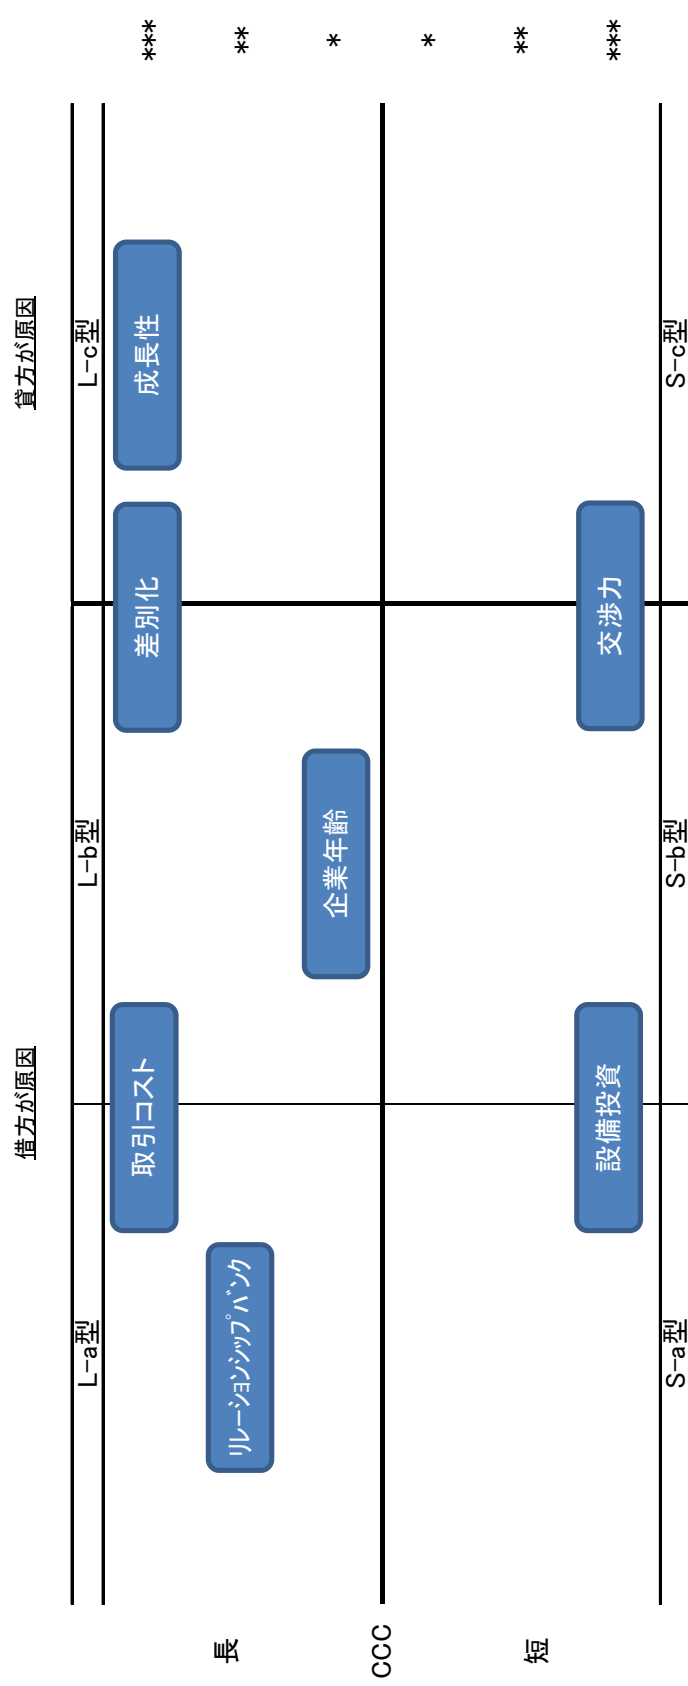 借方が原因
貸方が原因
L-a型
L-b型
L-c型
取引コスト
差別化
成長性
***
長
リレーションシップバンク
**
企業年齢
*
CCC
*
短
**
設備投資
交渉力
***
S-a型
S-b型
S-c型